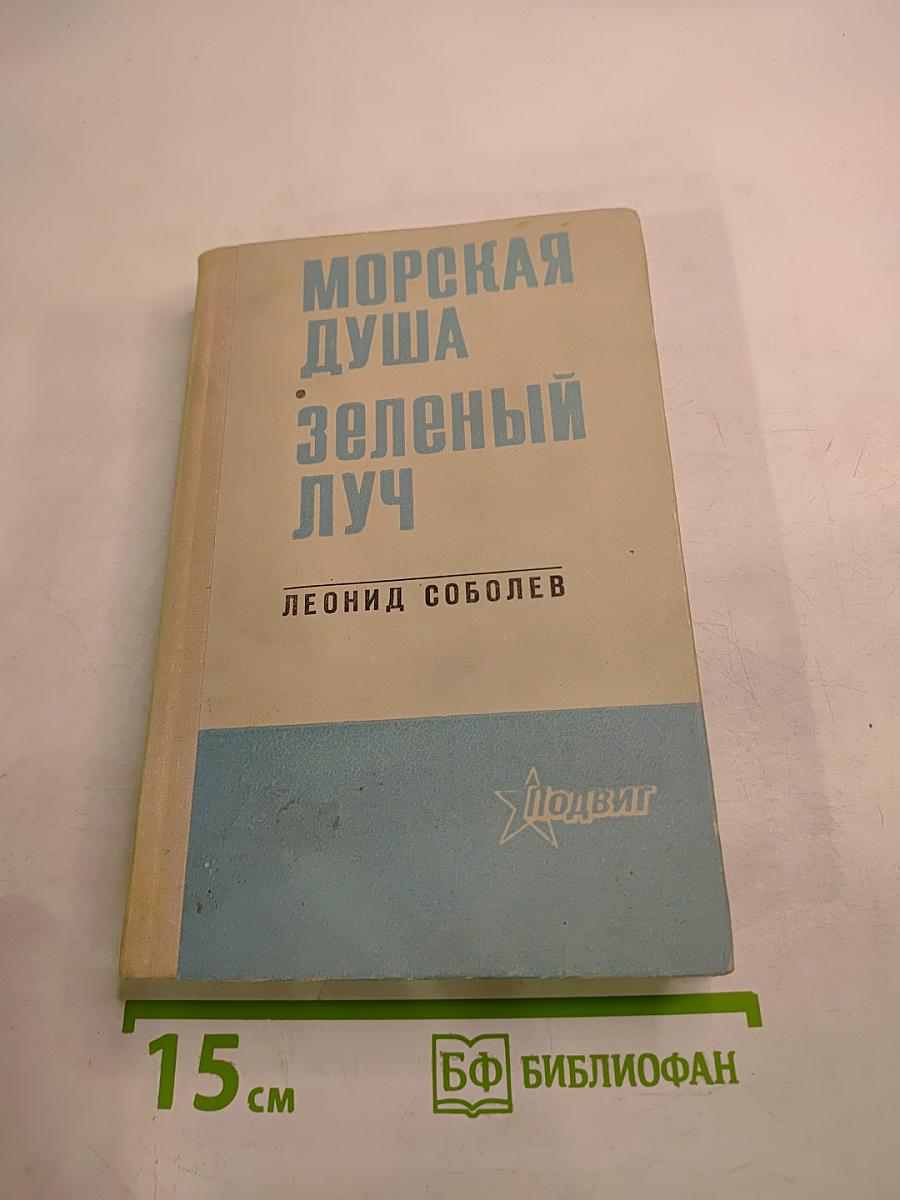 МОРСКАЯ
ДУША
зеленый
ЛУЧ
ЛЕОНИД СОБОЛЕВ
Подвиг
15 см
БФ БИБЛИОФАН